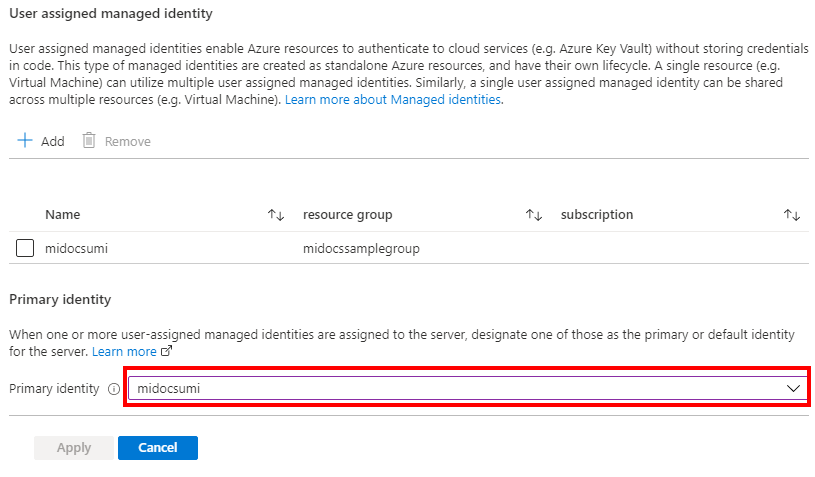 User assigned managed identity
User assigned managed identities enable Azure resources to authenticate to cloud services (e.g. Azure Key Vault) without storing credentials
in code. This type of managed identities are created as standalone Azure resources, and have their own lifecycle. A single resource (e.g.
Virtual Machine) can utilize multiple user assigned managed identities. Similarly, a single user assigned managed identity can be shared
across multiple resources (e.g. Virtual Machine). Learn more about Managed identities.
Add Remove
Name resource group subscription
midocsumi midocssamplegroup
Primary identity
When one or more user-assigned managed identities are assigned to the server, designate one of those as the primary or default identity
for the server. Learn more
Primary identity midocsumi
Apply Cancel